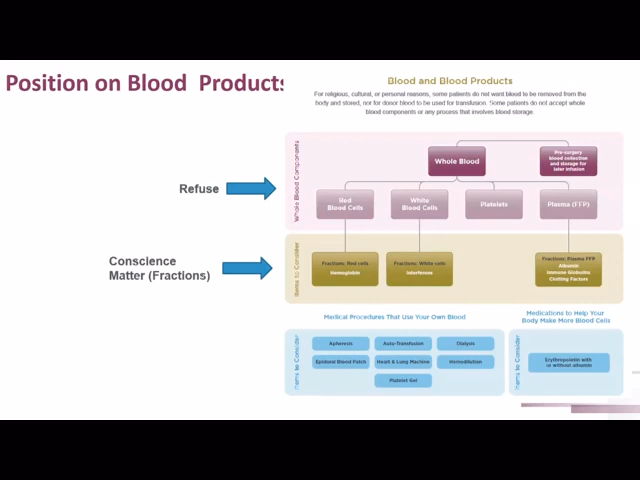 Position on Blood Products
Blood and Blood Products
For religious, cultural, or personal reasons, some patients do not want blood to be removed from the
body and stored, nor for donor blood to be used for transfusion. Some patients do not accept whole
blood components or any process that involves blood storage.
Whole Blood Components
Whole Blood
Pre-surgery
blood collection
and storage for
later infusion
Refuse
Red
Blood Cells
White
Blood Cells
Platelets
Plasma (FFP)
Conscience
Matter (Fractions)
Items to Consider
Fractions: Red cells
Hemoglobin
Fractions: White cells
Interferons
Fractions: Plasma FFP
Albumin
Immune Globulins
Clotting Factors
Medical Procedures That Use Your Own Blood
Items to Consider
Apheresis
Auto-Transfusion
Dialysis
Epidural Blood Patch
Heart & Lung Machine
Hemodilution
Platelet Gel
Medications to Help Your
Body Make More Blood Cells
Items to Consider
Erythropoietin with
or without albumin